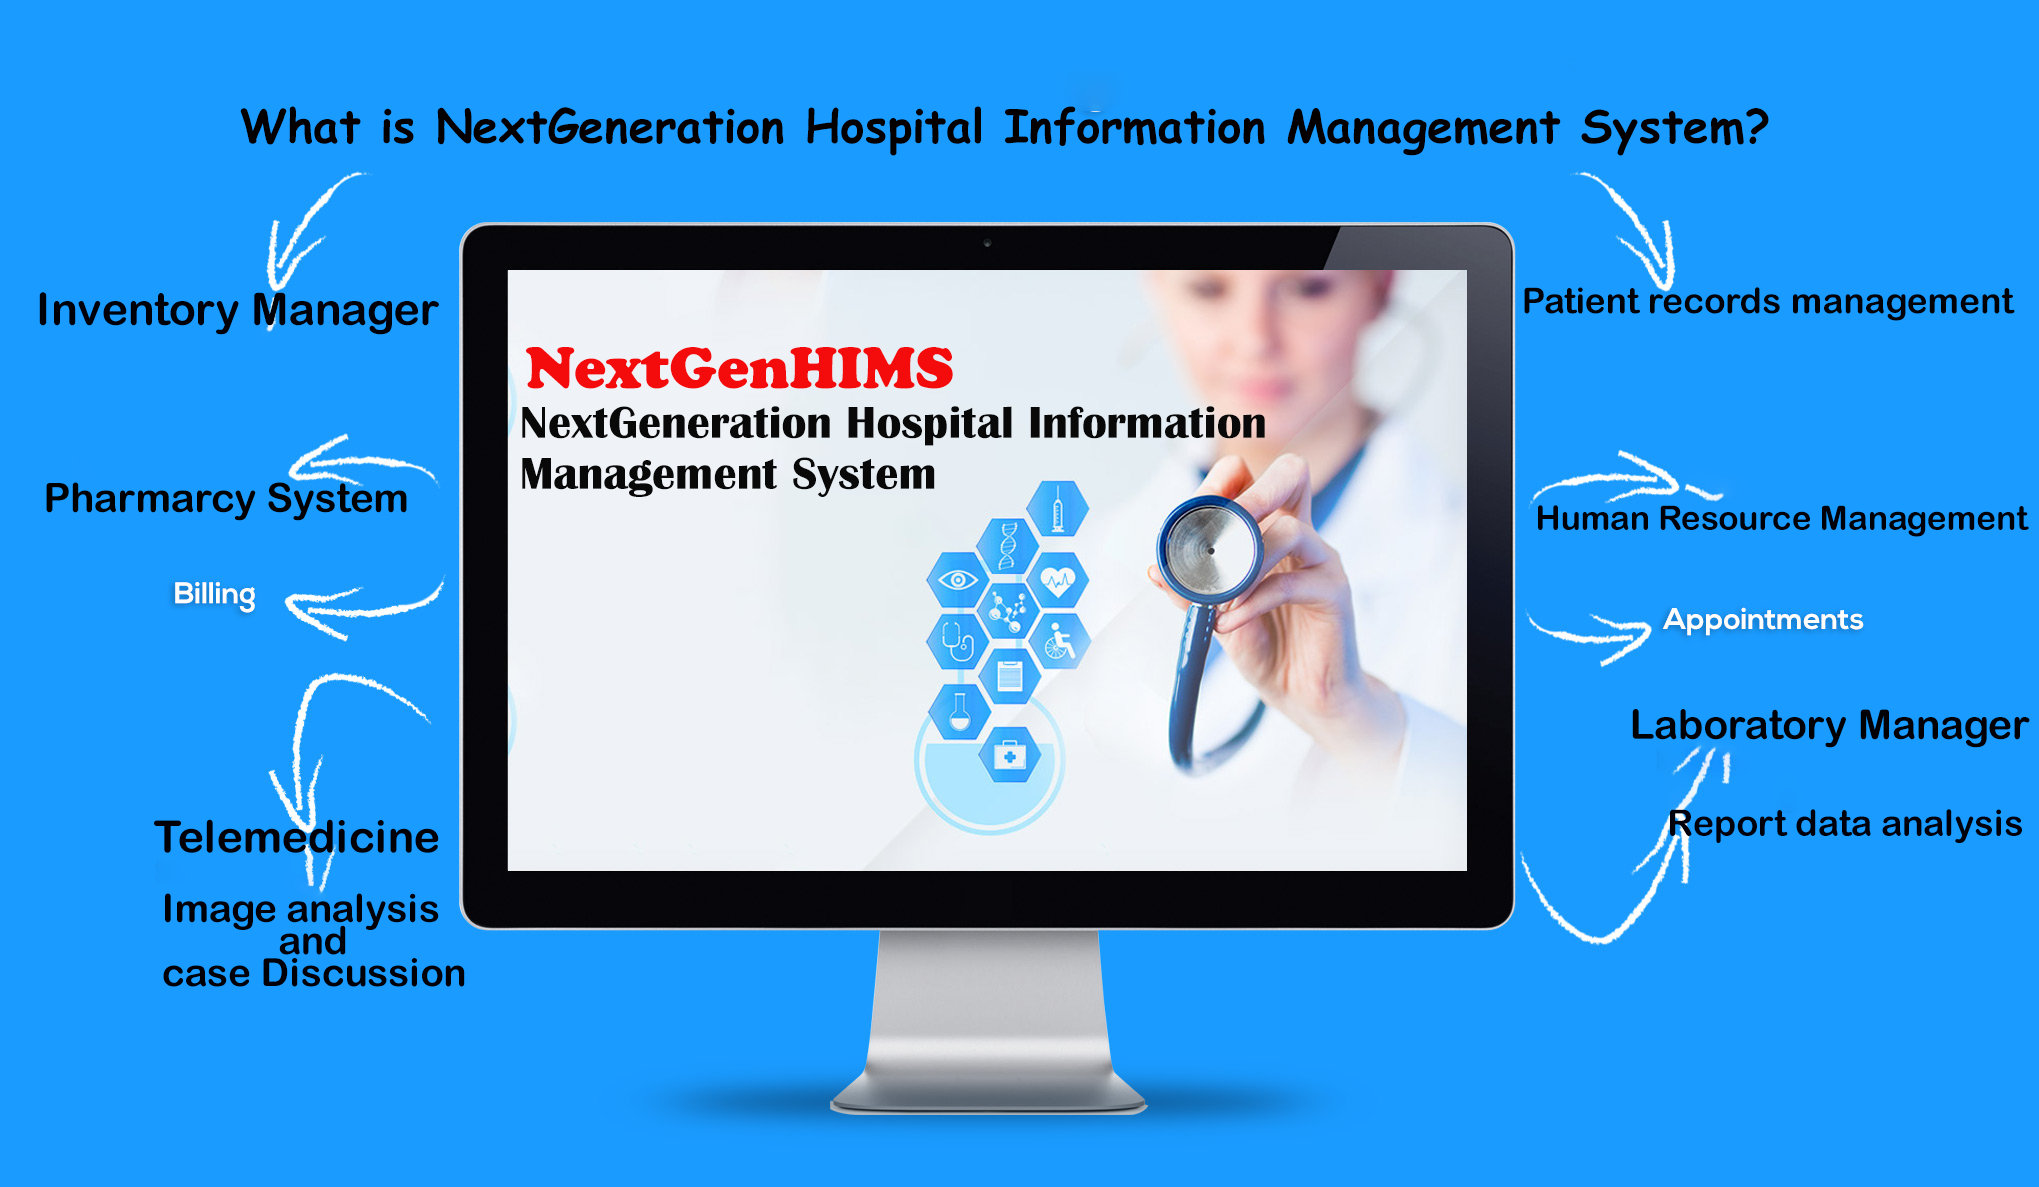 What is NextGeneration Hospital Information Management System?
Inventory Manager
Pharmarcy System
Billing
Telemedicine
Image analysis
and
case Discussion
NextGenHIMS
NextGeneration Hospital Information
Management System
Patient records management
Human Resource Management
Appointments
Laboratory Manager
Report data analysis